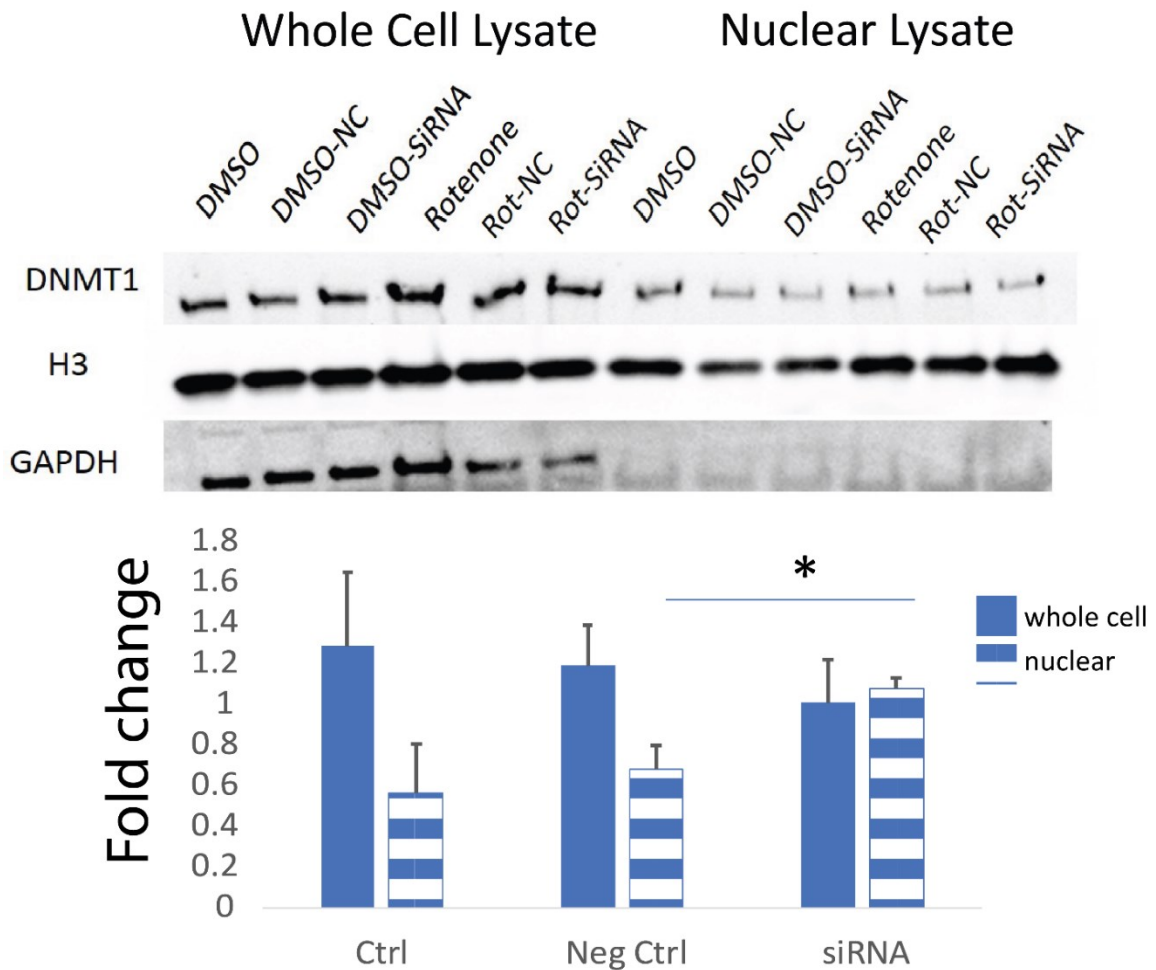 Whole Cell Lysate Nuclear Lysate
DMSO DMSO-NC DMSO-SiRNA Rotenone Rot-NC Rot-SiRNA DMSO DMSO-NC DMSO-SiRNA Rotenone Rot-NC Rot-SiRNA
DNMT1
H3
GAPDH
Fold change
1.8
1.6
1.4
1.2
1
0.8
0.6
0.4
0.2
0
*
whole cell
nuclear
Ctrl Neg Ctrl siRNA